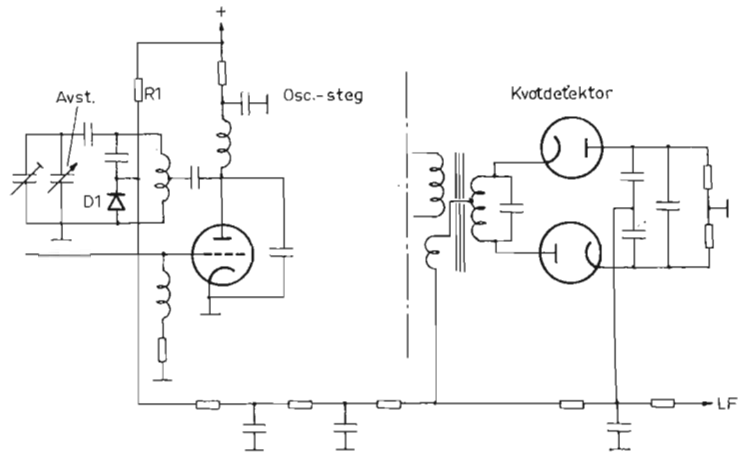 +
Avst.
R1
Osc.-steg
Kvotdetektor
D1
LF